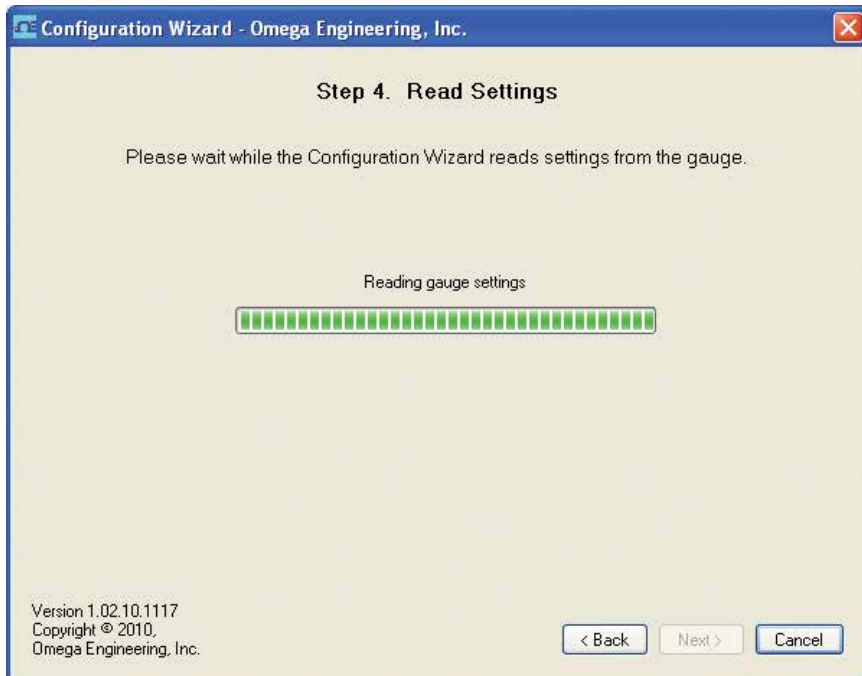 Configuration Wizard - Omega Engineering, Inc.
Step 4. Read Settings
Please wait while the Configuration Wizard reads settings from the gauge.
Reading gauge settings
Version 1.02.10.1117
Copyright © 2010,
Omega Engineering, Inc.
< Back Next > Cancel